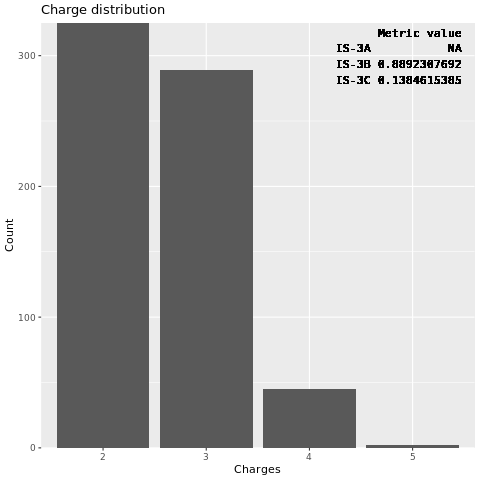 Charge distribution
Metric value
IS-3A NA
IS-3B 0.8892307692
IS-3C 0.1384615385
300
200
100
0
Count
2 3 4 5
Charges